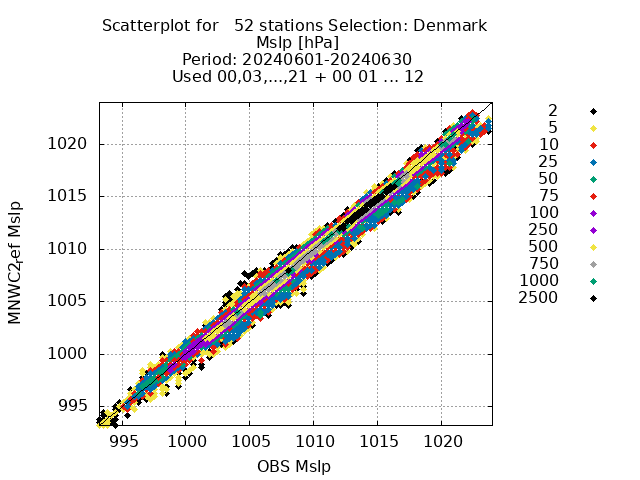 Scatterplot for   52 stations Selection: Denmark
Mslp [hPa]
Period: 20240601-20240630
Used 00,03,...,21 + 00 01 ... 12
MNWC2,ef Mslp
1020
1015
1010
1005
1000
995
995 1000 1005 1010 1015 1020
OBS Mslp
2
5
10
25
50
75
100
250
500
750
1000
2500